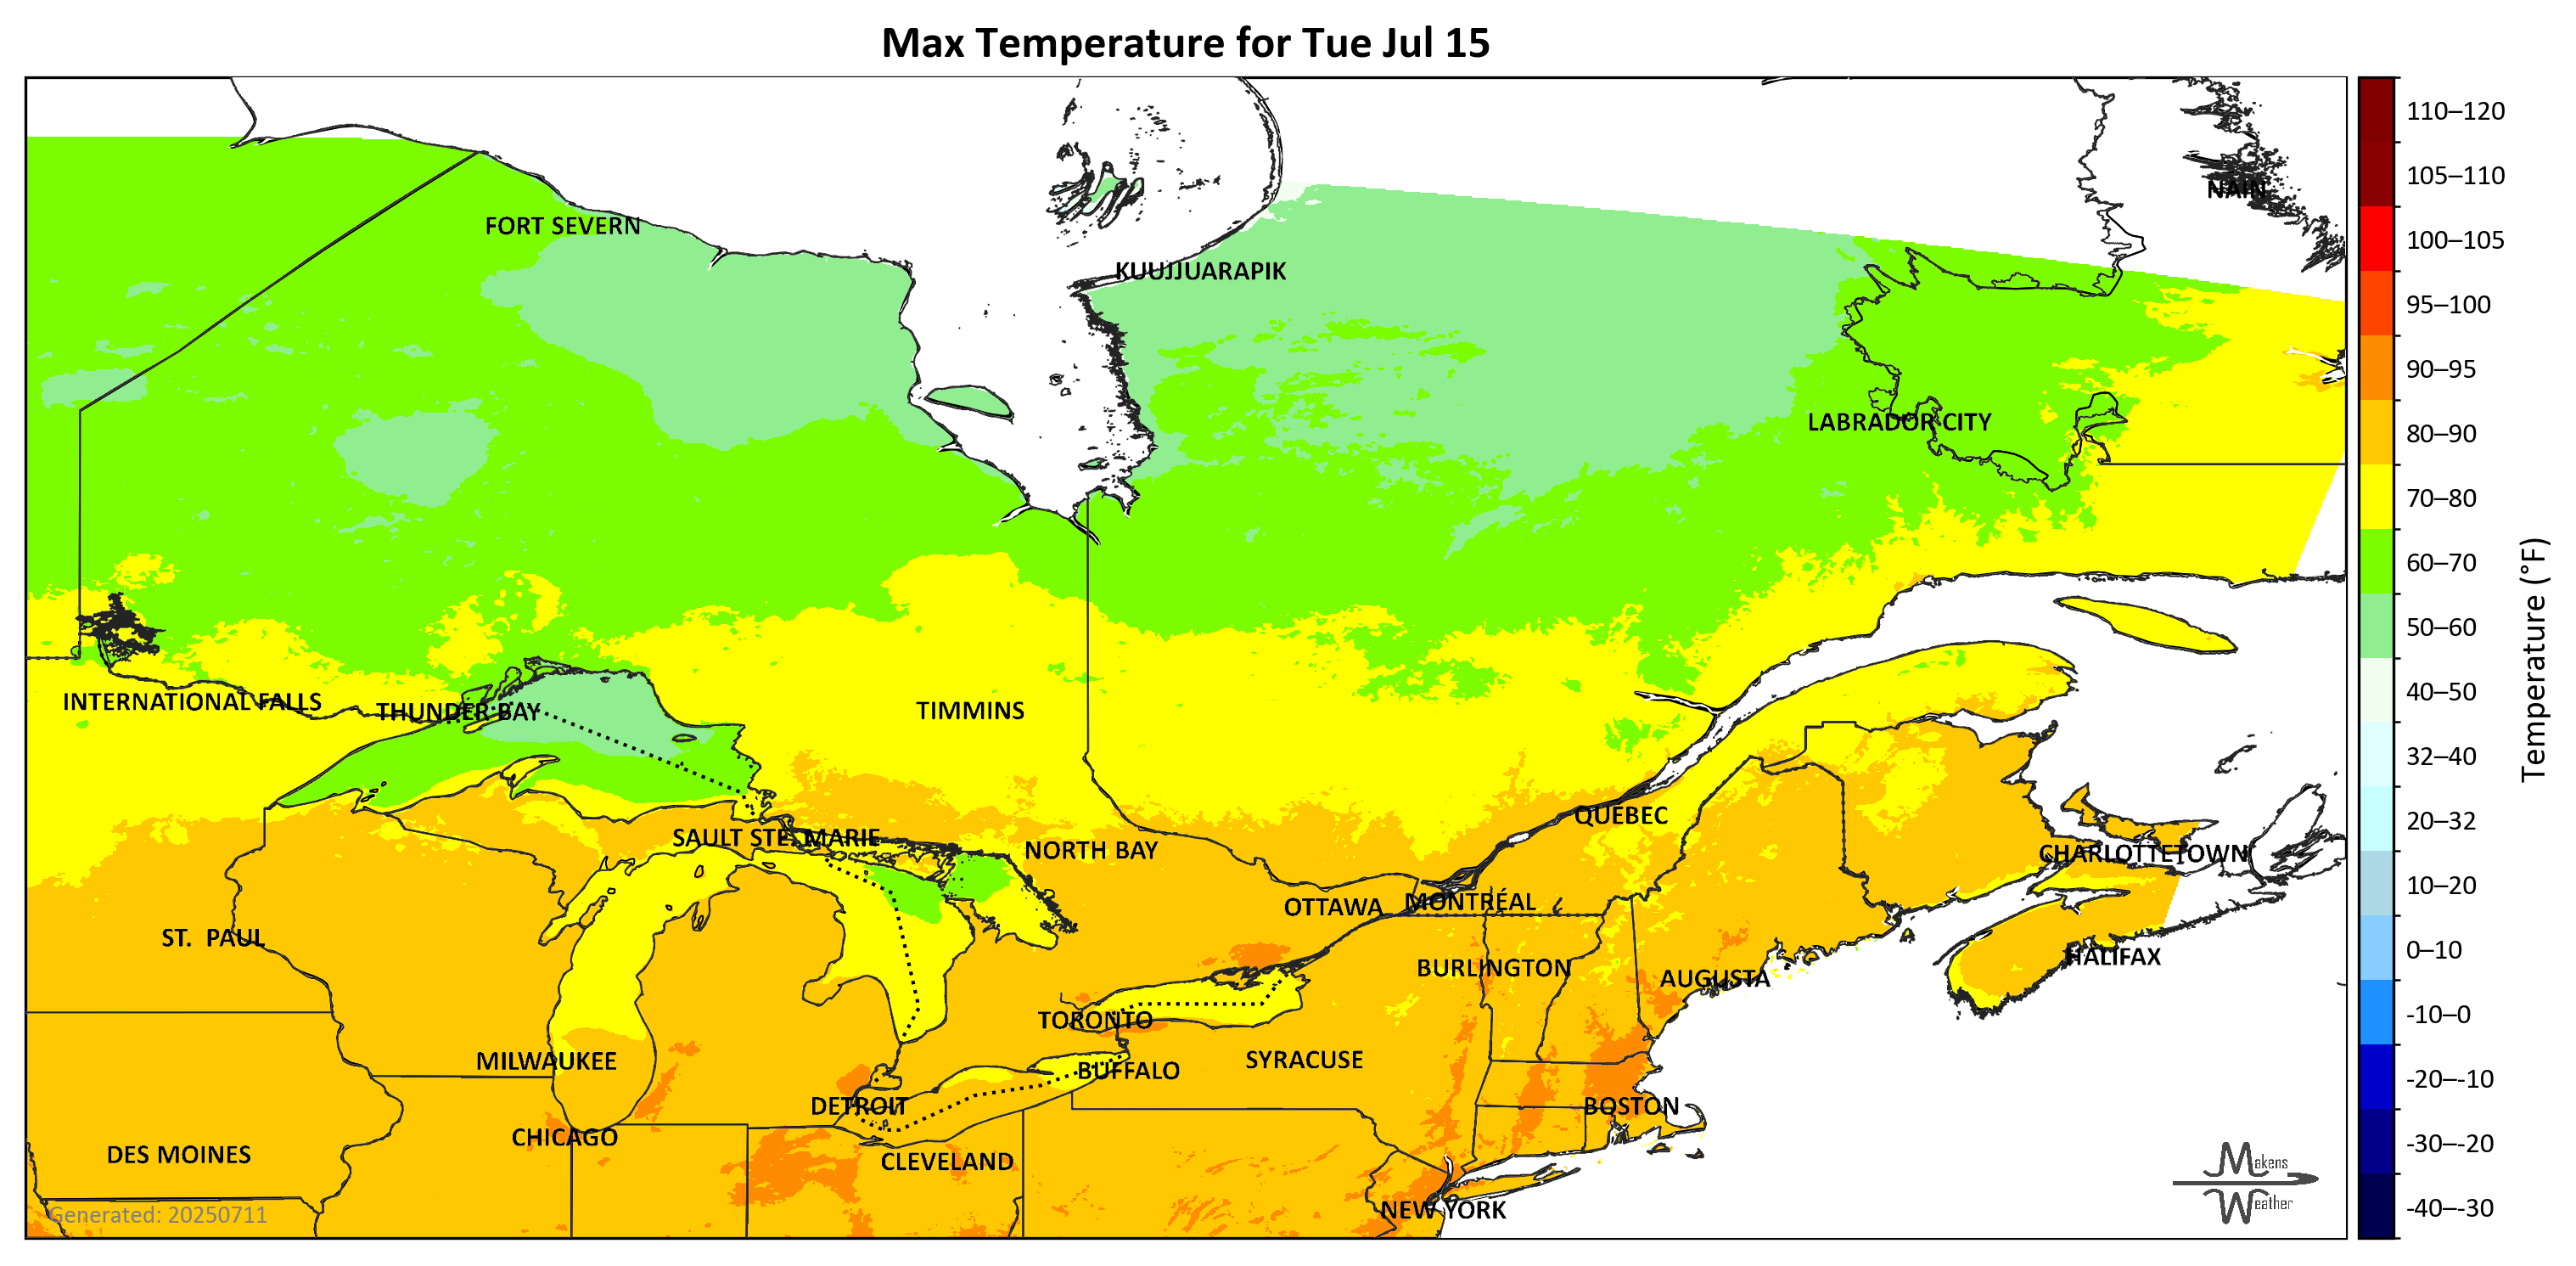 Max Temperature for Tue Jul 15
NAIN
FORT SEVERN
KUUJJUARAPIK
LABRADOR CITY
INTERNATIONAL FALLS
THUNDER BAY
TIMMINS
QUEBEC
SAULT STE. MARIE
NORTH BAY
CHARLOTTETOWN
OTTAWA
MONTRÉAL
ST. PAUL
HALIFAX
BURLINGTON
AUGUSTA
TORONTO
MILWAUKEE
SYRACUSE
BUFFALO
DETROIT
BOSTON
CHICAGO
DES MOINES
CLEVELAND
NEW YORK
Generated: 20250711
Makens
Weather
110–120
105–110
100–105
95–100
90–95
80–90
70–80
60–70
50–60
40–50
32–40
20–32
10–20
0–10
-10–0
-20–-10
-30–-20
-40–-30
Temperature (°F)